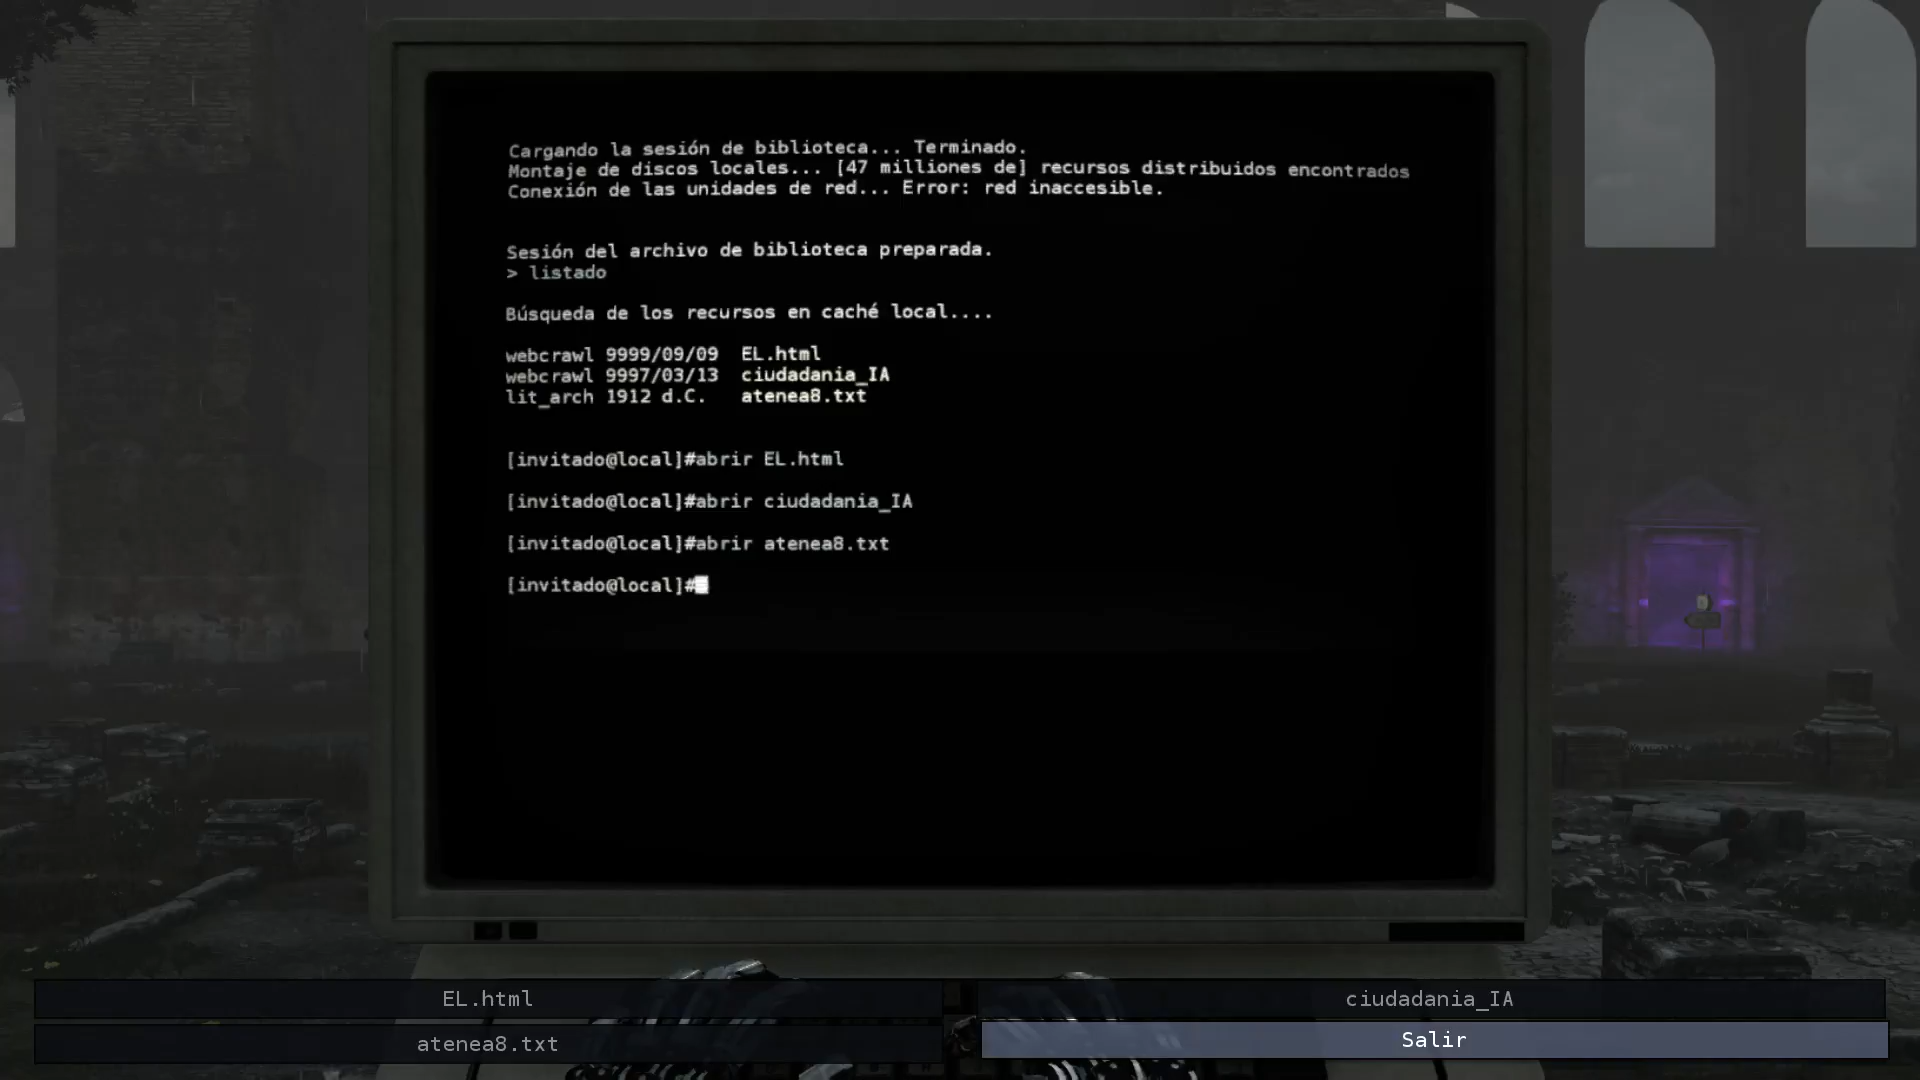 Cargando la sesión de biblioteca... Terminado.
Montaje de discos locales... [47 milliones de] recursos distribuidos encontrados
Conexión de las unidades de red... Error: red inaccesible.
Sesión del archivo de biblioteca preparada.
> listado
Búsqueda de los recursos en caché local....
webcrawl 9999/09/09 EL.html
webcrawl 9997/03/13 ciudadania_IA
lit_arch 1912 d.C. atenea8.txt
[invitado@local]#abrir EL.html
[invitado@local]#abrir ciudadania_IA
[invitado@local]#abrir atenea8.txt
[invitado@local]#
EL.html
ciudadania_IA
atenea8.txt
Salir